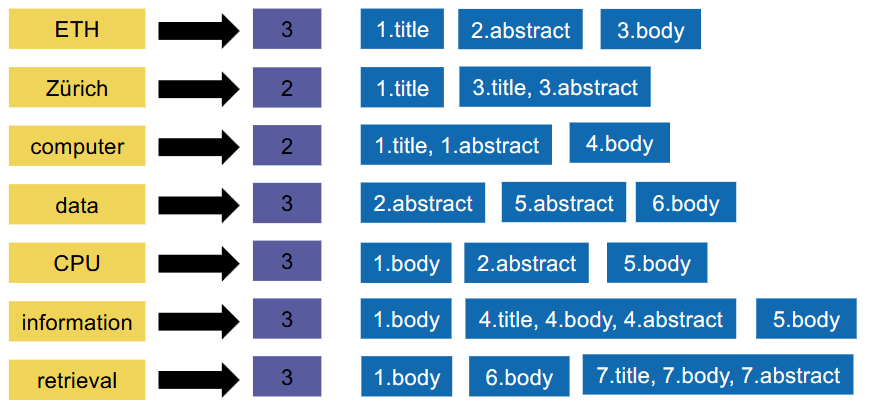 ETH 3 1.title 2.abstract 3.body
Zürich 2 1.title 3.title, 3.abstract
computer 2 1.title, 1.abstract 4.body
data 3 2.abstract 5.abstract 6.body
CPU 3 1.body 2.abstract 5.body
information 3 1.body 4.title, 4.body, 4.abstract 5.body
retrieval 3 1.body 6.body 7.title, 7.body, 7.abstract